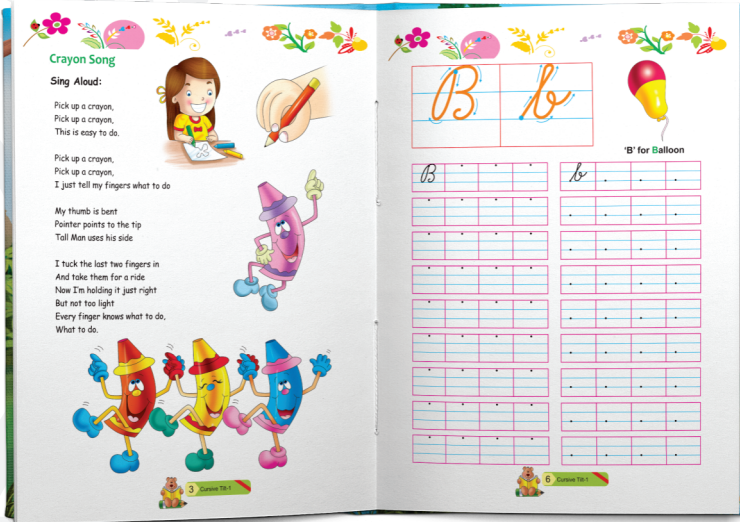 Crayon Song
Sing Aloud:
Pick up a crayon,
Pick up a crayon,
This is easy to do.
Pick up a crayon,
Pick up a crayon,
I just tell my fingers what to do
My thumb is bent
Pointer points to the tip
Tall Man uses his side
I tuck the last two fingers in
And take them for a ride
Now I'm holding it just right
But not too light
Every finger knows what to do,
What to do.
3 Cursive Tilt-1
B b
'B' for Balloon
B b
6 Cursive Tilt-1